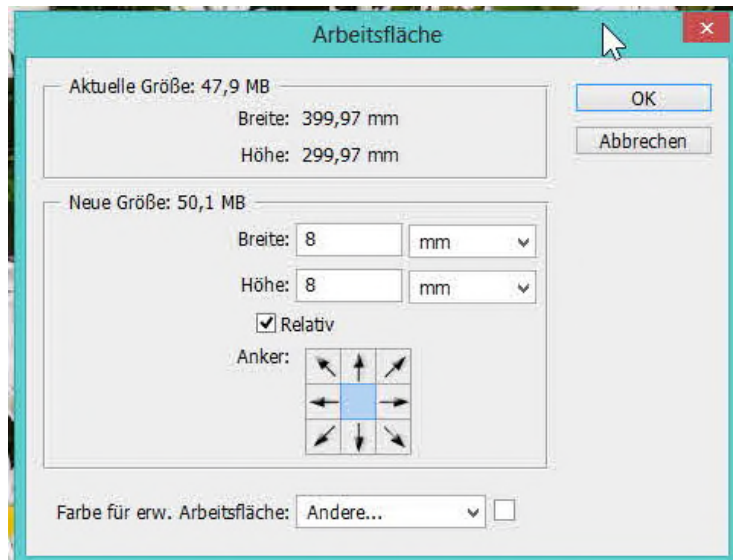 Arbeitsfläche
Aktuelle Größe: 47,9 MB
Breite: 399,97 mm
Höhe: 299,97 mm
OK
Abbrechen
Neue Größe: 50,1 MB
Breite: 8 mm
Höhe: 8 mm
Relativ
Anker:
Farbe für erw. Arbeitsfläche: Andere...